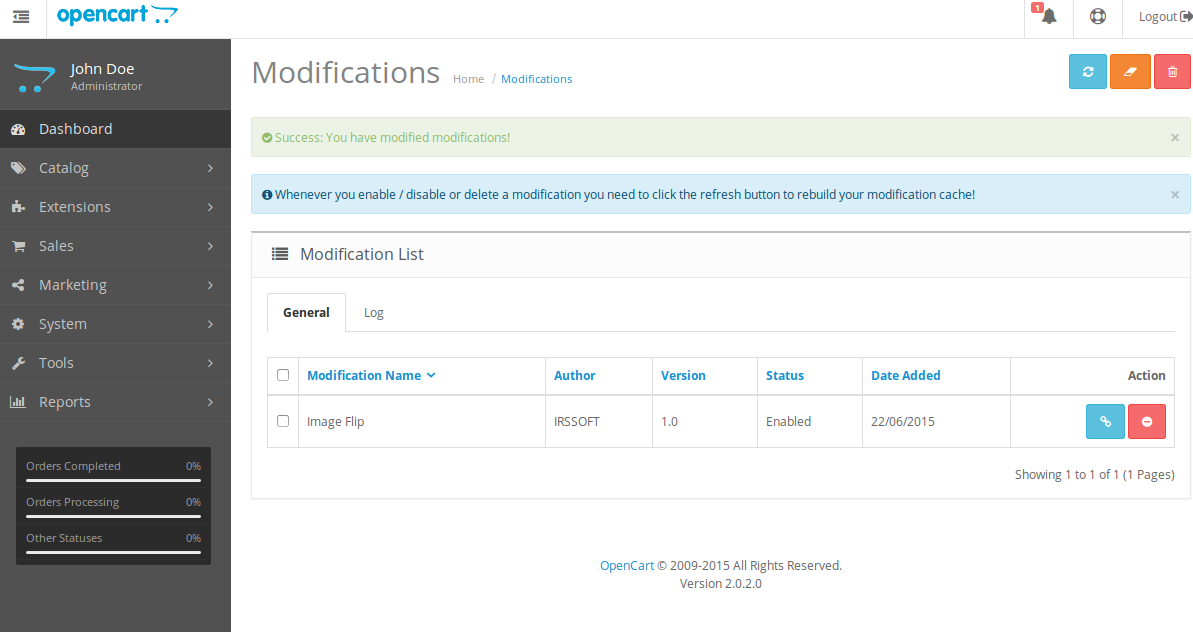 opencart
1
Logout
John Doe
Administrator
Dashboard
Catalog
Extensions
Sales
Marketing
System
Tools
Reports
Orders Completed 0%
Orders Processing 0%
Other Statuses 0%
Modifications Home / Modifications
Success: You have modified modifications! ×
Whenever you enable / disable or delete a modification you need to click the refresh button to rebuild your modification cache! ×
Modification List
General Log
Modification Name Author Version Status Date Added Action
Image Flip IRSSOFT 1.0 Enabled 22/06/2015
Showing 1 to 1 of 1 (1 Pages)
OpenCart © 2009-2015 All Rights Reserved.
Version 2.0.2.0